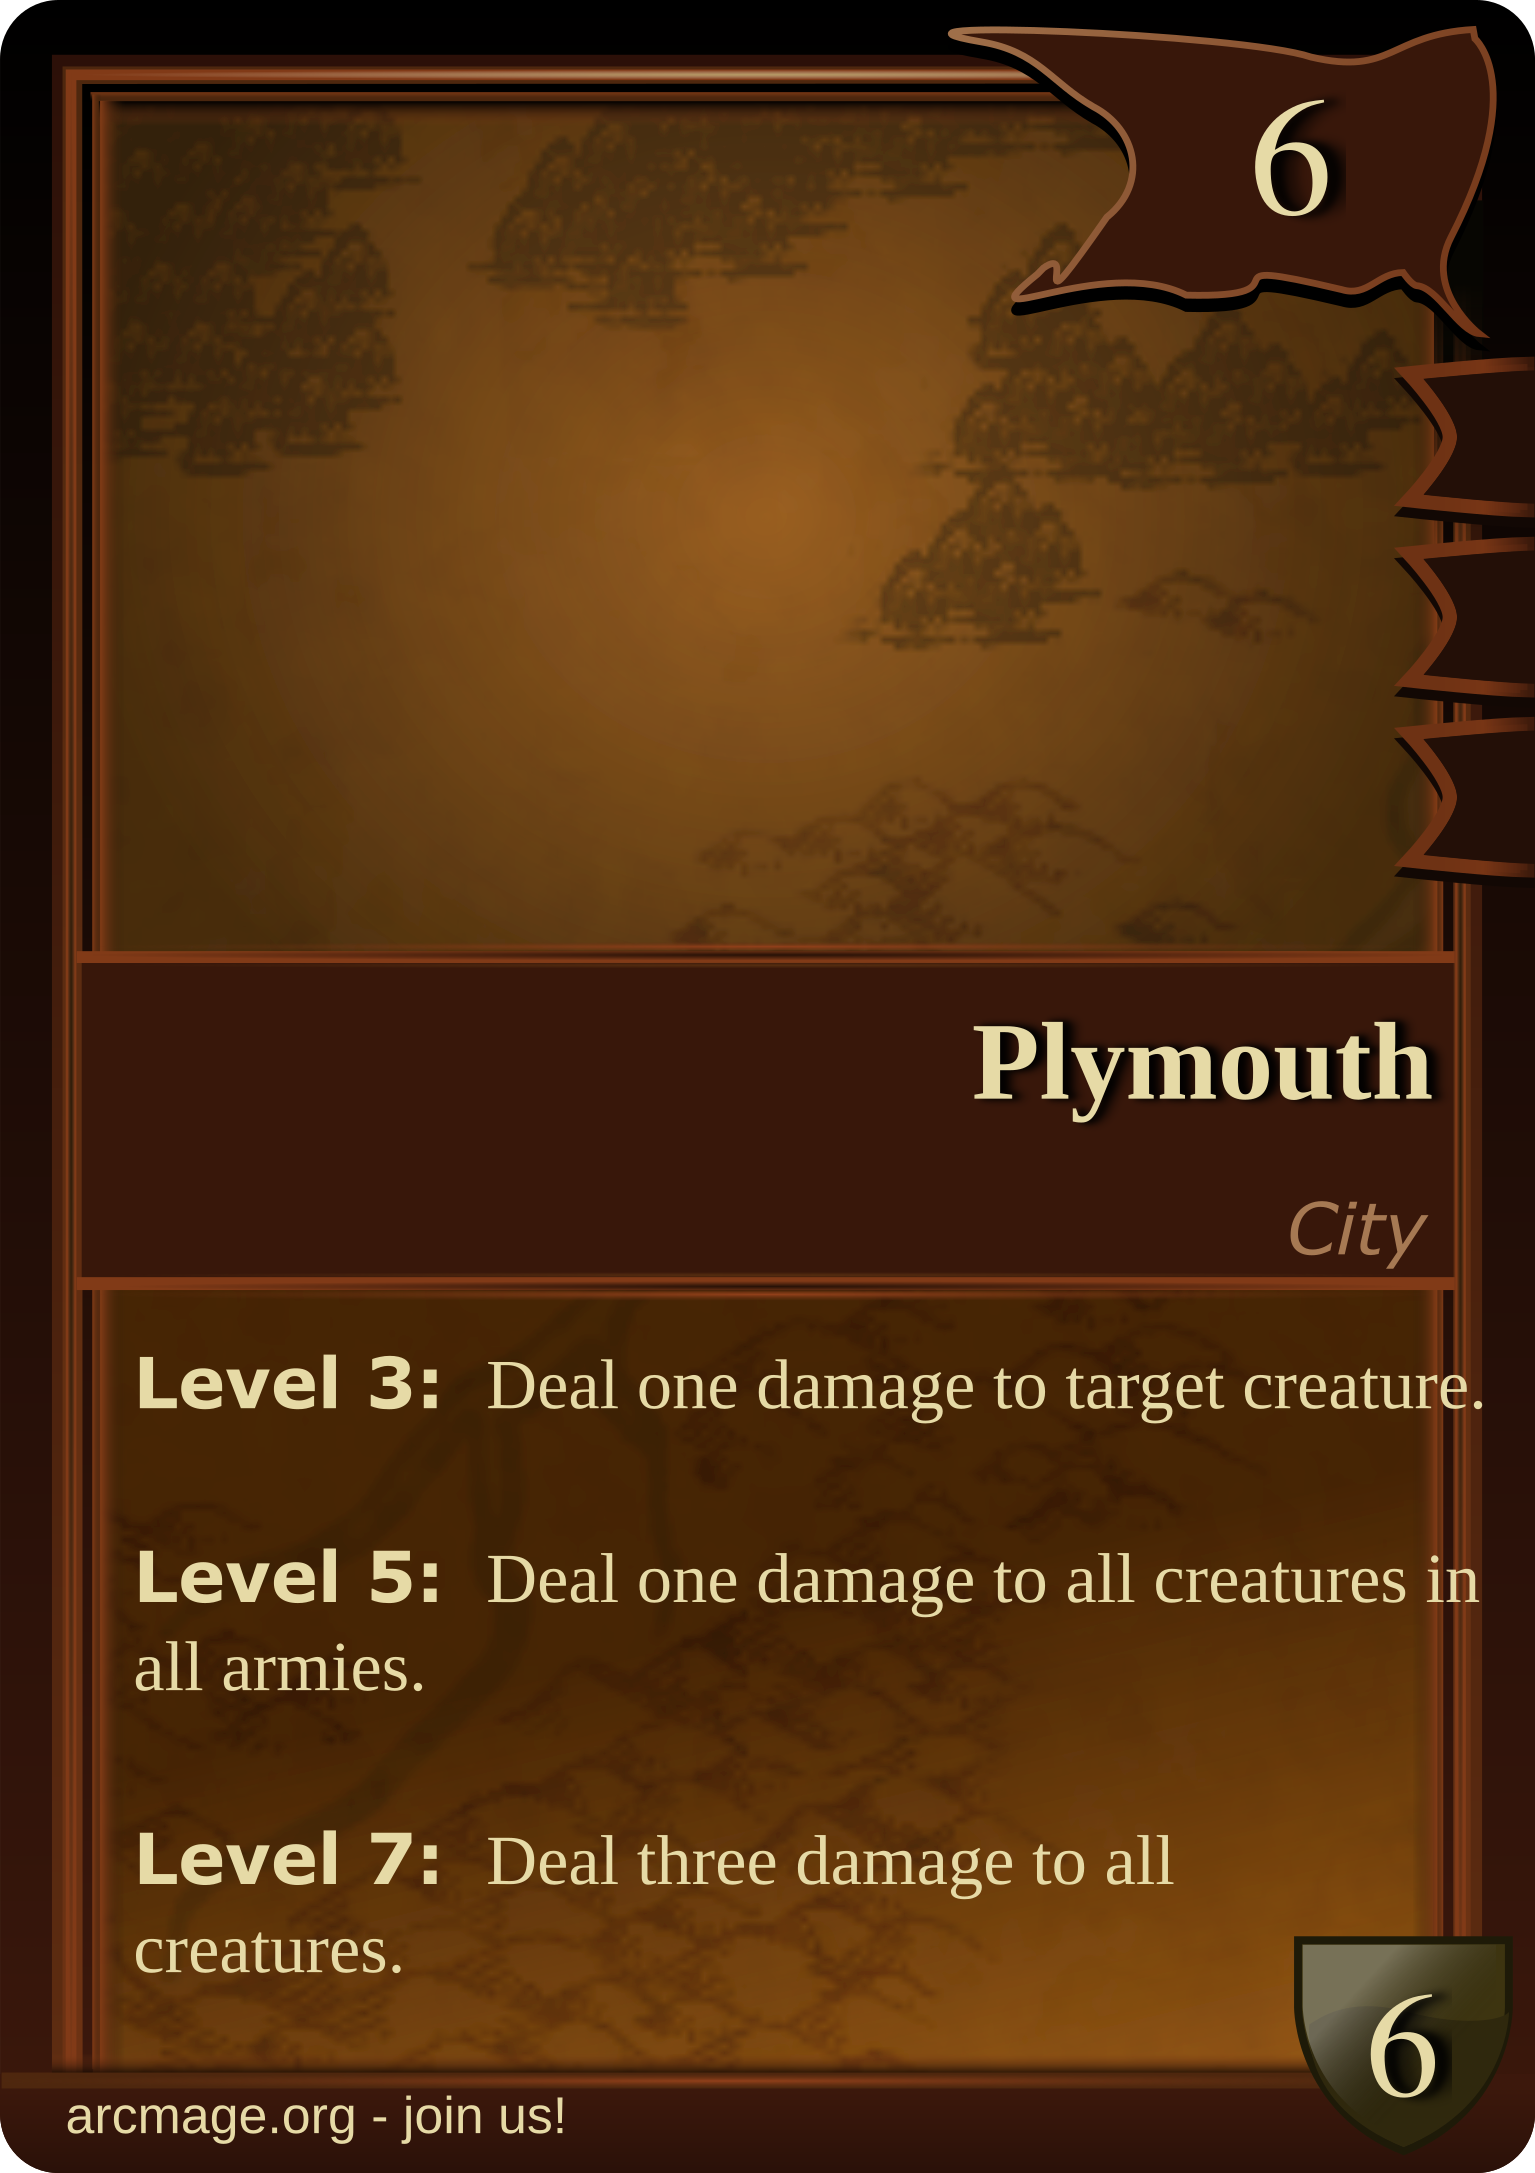 6
Plymouth
City
Level 3: Deal one damage to target creature.
Level 5: Deal one damage to all creatures in
all armies.
Level 7: Deal three damage to all
creatures.
6
arcmage.org - join us!